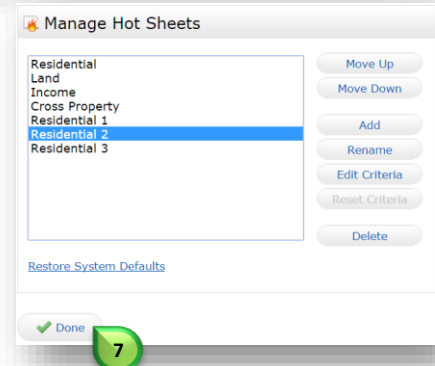 Manage Hot Sheets
Residential
Land
Income
Cross Property
Residential 1
Residential 2
Residential 3
Move Up
Move Down
Add
Rename
Edit Criteria
Reset Criteria
Delete
Restore System Defaults
Done
7